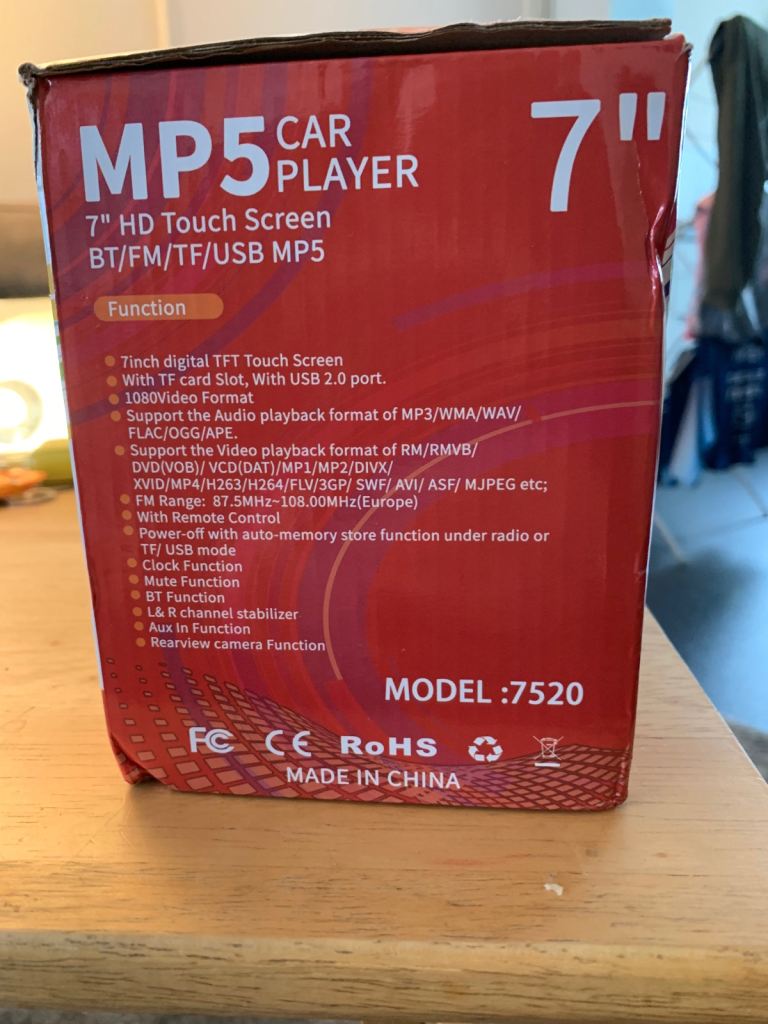 MP5 CAR PLAYER
7"
7" HD Touch Screen
BT/FM/TF/USB MP5
Function
7inch digital TFT Touch Screen
With TF card Slot, With USB 2.0 port.
1080Video Format
Support the Audio playback format of MP3/WMA/WAV/
FLAC/OGG/APE.
Support the Video playback format of RM/RMVB/
DVD(VOB)/ VCD(DAT)/MP1/MP2/DIVX/
XVID/MP4/H263/H264/FLV/3GP/ SWF/ AVI/ ASF/ MJPEG etc;
FM Range: 87.5MHz~108.00MHz(Europe)
With Remote Control
Power-off with auto-memory store function under radio or
TF/ USB mode
Clock Function
Mute Function
BT Function
L& R channel stabilizer
Aux In Function
Rearview camera Function
MODEL :7520
FC CE RoHS
MADE IN CHINA